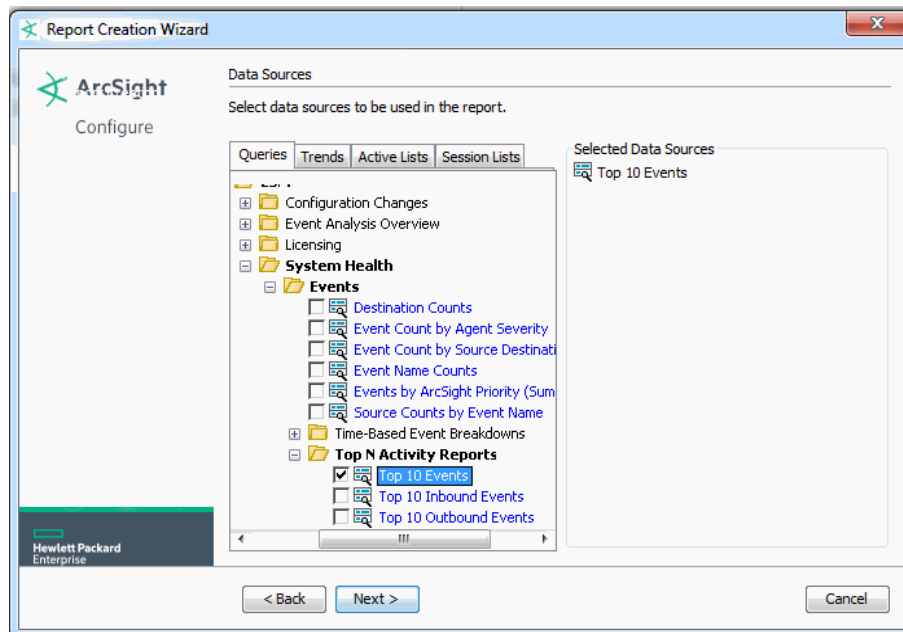 Report Creation Wizard
ArcSight
Configure
Data Sources
Select data sources to be used in the report.
Queries
Trends
Active Lists
Session Lists
Configuration Changes
Event Analysis Overview
Licensing
System Health
Events
Destination Counts
Event Count by Agent Severity
Event Count by Source Destinati
Event Name Counts
Events by ArcSight Priority (Sum
Source Counts by Event Name
Time-Based Event Breakdowns
Top N Activity Reports
Top 10 Events
Top 10 Inbound Events
Top 10 Outbound Events
Selected Data Sources
Top 10 Events
Hewlett Packard
Enterprise
< Back
Next >
Cancel